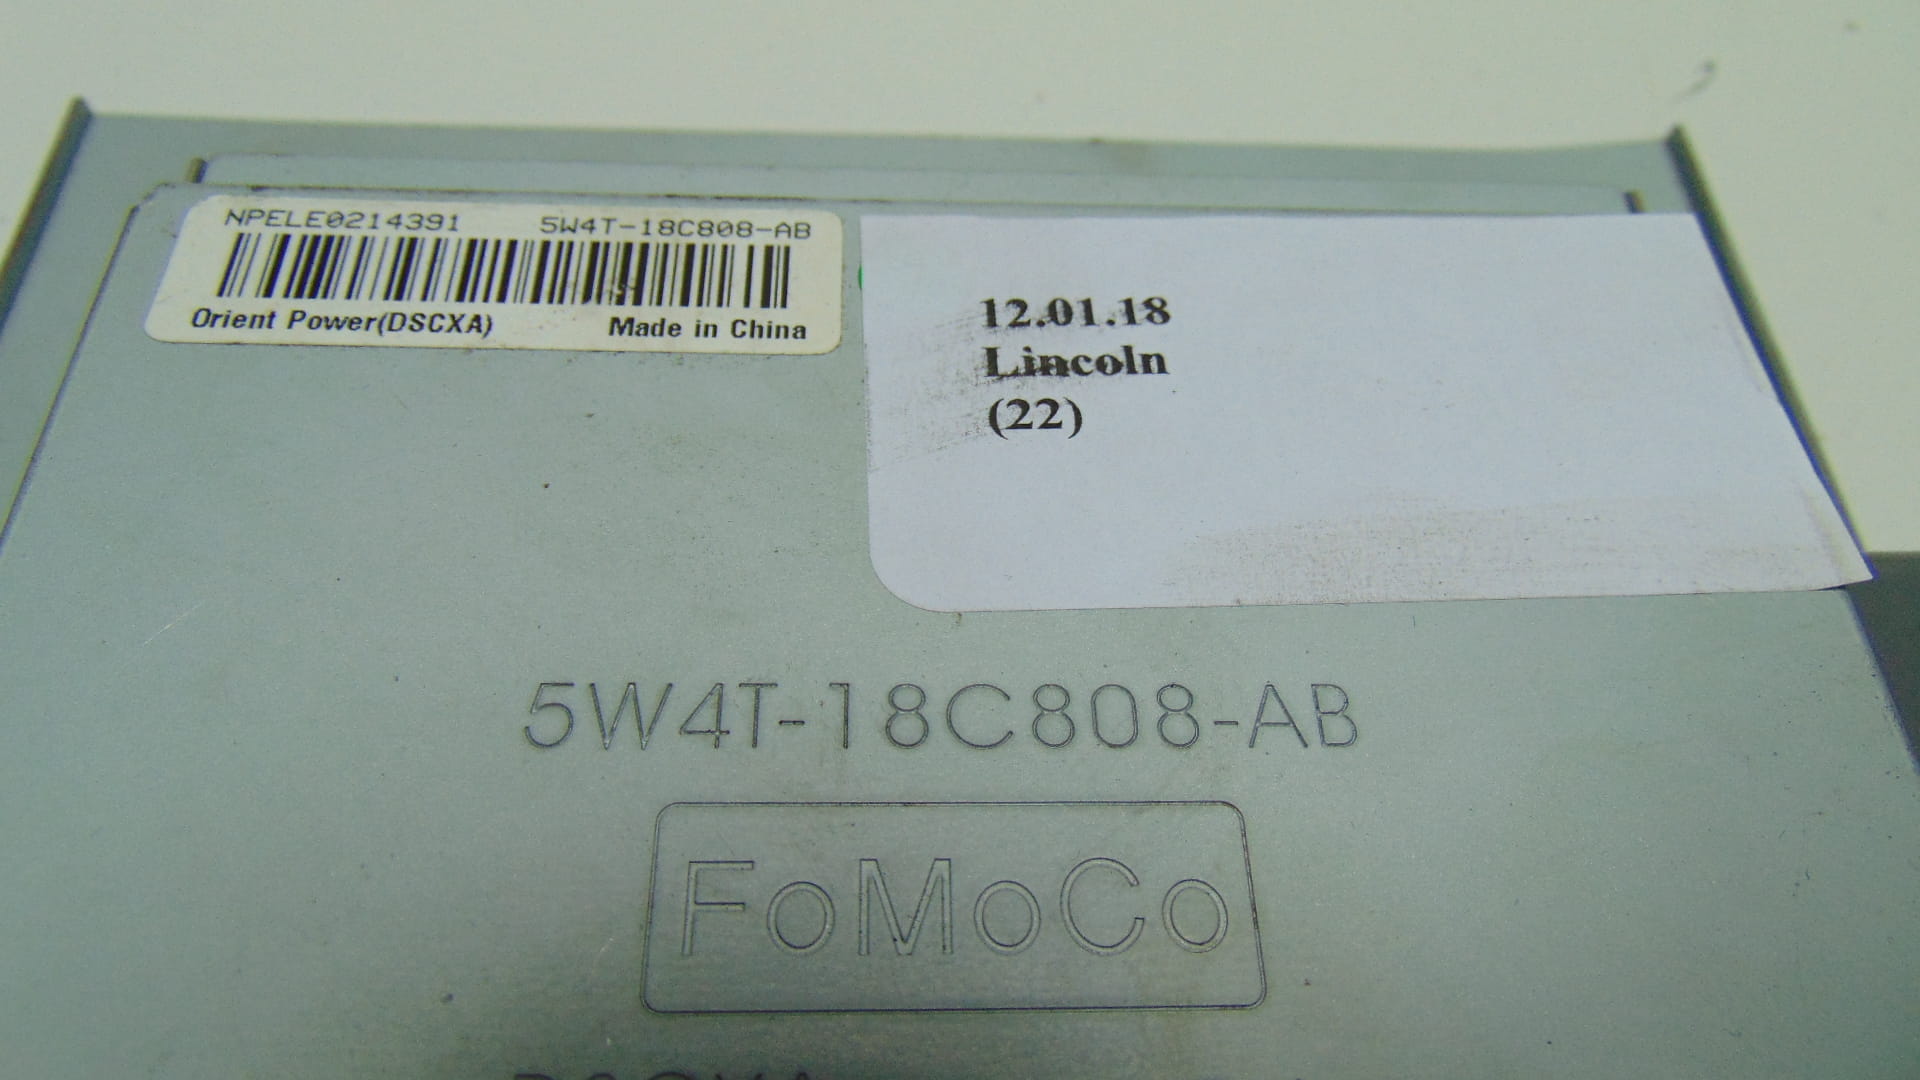 NPELE0214391 5W4T-18C808-AB
Orient Power(DSCXA) Made in China
12.01.18
Lincoln
(22)
5W4T-18C808-AB
FoMoCo